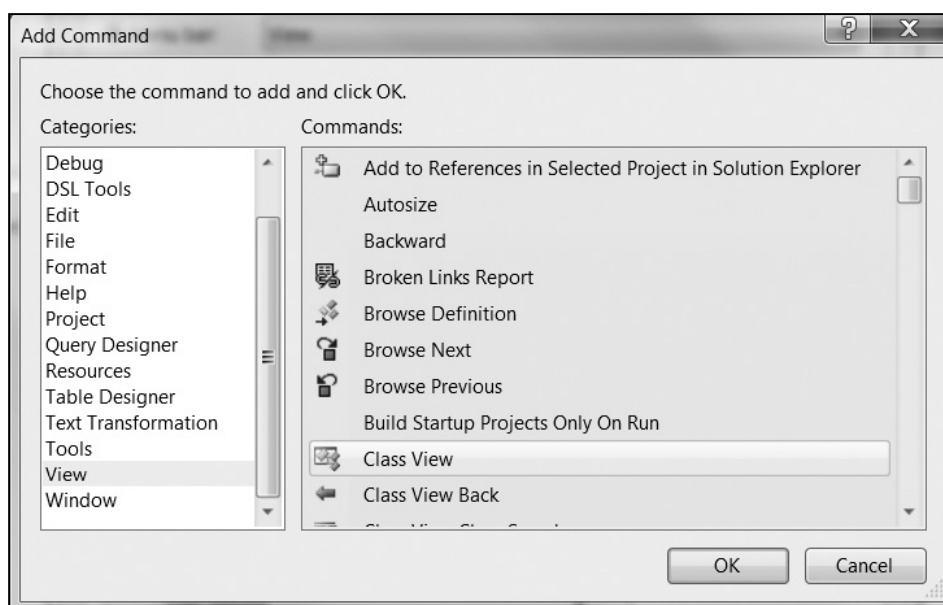 Add Command
Choose the command to add and click OK.
Categories:
Debug
DSL Tools
Edit
File
Format
Help
Project
Query Designer
Resources
Table Designer
Text Transformation
Tools
View
Window
Commands:
Add to References in Selected Project in Solution Explorer
Autosize
Backward
Broken Links Report
Browse Definition
Browse Next
Browse Previous
Build Startup Projects Only On Run
Class View
Class View Back
OK
Cancel